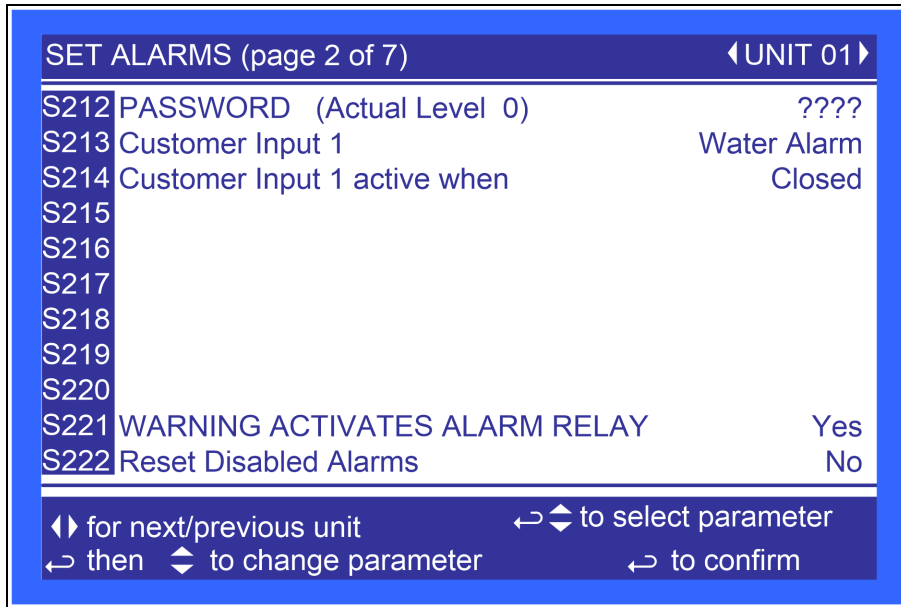 SET ALARMS (page 2 of 7) UNIT 01
S212 PASSWORD (Actual Level 0) ????
S213 Customer Input 1 Water Alarm
S214 Customer Input 1 active when Closed
S215
S216
S217
S218
S219
S220
S221 WARNING ACTIVATES ALARM RELAY Yes
S222 Reset Disabled Alarms No
for next/previous unit to select parameter
then to change parameter to confirm